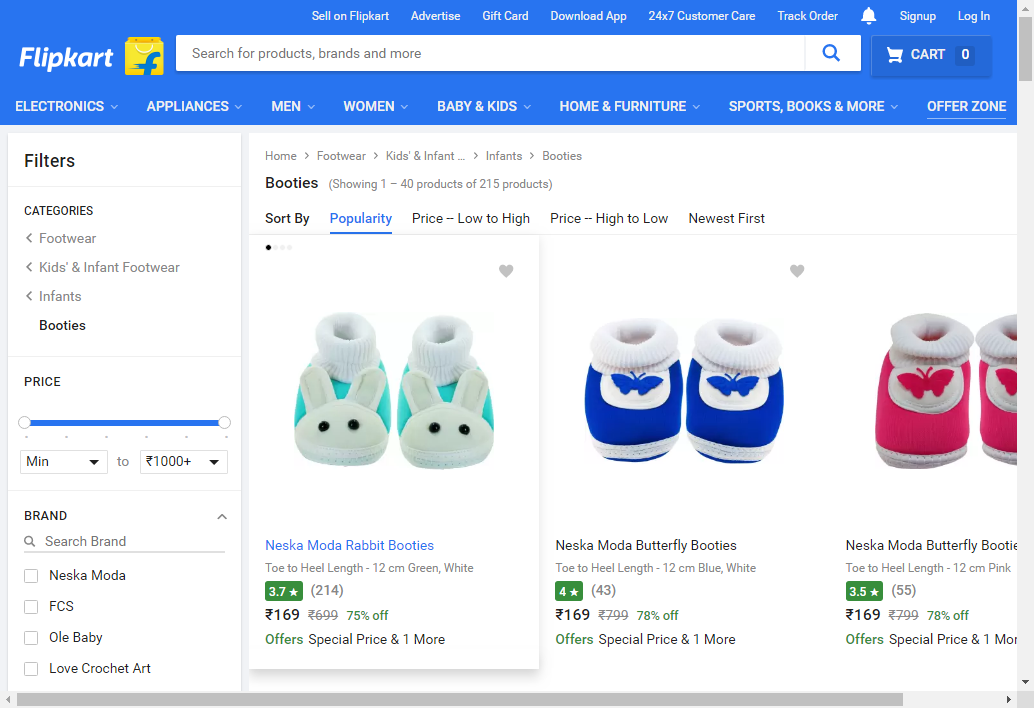 Sell on Flipkart Advertise Gift Card Download App 24x7 Customer Care Track Order Signup Log In
Flipkart Search for products, brands and more CART 0
ELECTRONICS APPLIANCES MEN WOMEN BABY & KIDS HOME & FURNITURE SPORTS, BOOKS & MORE OFFER ZONE
Filters
CATEGORIES
Footwear
Kids' & Infant Footwear
Infants
Booties
PRICE
Min to ₹1000+
BRAND
Search Brand
Neska Moda
FCS
Ole Baby
Love Crochet Art
Home > Footwear > Kids' & Infant ... > Infants > Booties
Booties (Showing 1 – 40 products of 215 products)
Sort By Popularity Price -- Low to High Price -- High to Low Newest First
Neska Moda Rabbit Booties
Toe to Heel Length - 12 cm Green, White
3.7 ★ (214)
₹169 ₹699 75% off
Offers Special Price & 1 More
Neska Moda Butterfly Booties
Toe to Heel Length - 12 cm Blue, White
4 ★ (43)
₹169 ₹799 78% off
Offers Special Price & 1 More
Neska Moda Butterfly
Toe to Heel Length - 12 cm Pink
3.5 ★ (55)
₹169 ₹799 78% off
Offers Special Price & 1